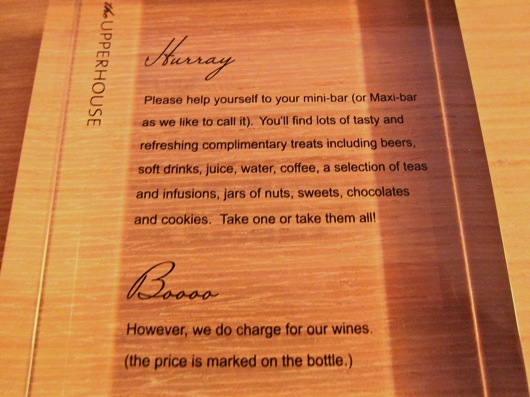 the UPPERHOUSE
Hurray
Please help yourself to your mini-bar (or Maxi-bar
as we like to call it). You'll find lots of tasty and
refreshing complimentary treats including beers,
soft drinks, juice, water, coffee, a selection of teas
and infusions, jars of nuts, sweets, chocolates
and cookies. Take one or take them all!
Boooo
However, we do charge for our wines.
(the price is marked on the bottle.)